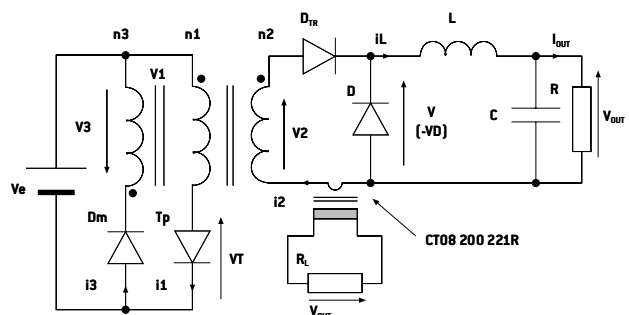 n3
n1
n2
DTR
iL
L
IOUT
V1
V3
V2
D
V
(-VD)
C
R
VOUT
Ve
Dm
Tp
i2
VT
CT08 200 221R
RL
i3
i1
VOUT